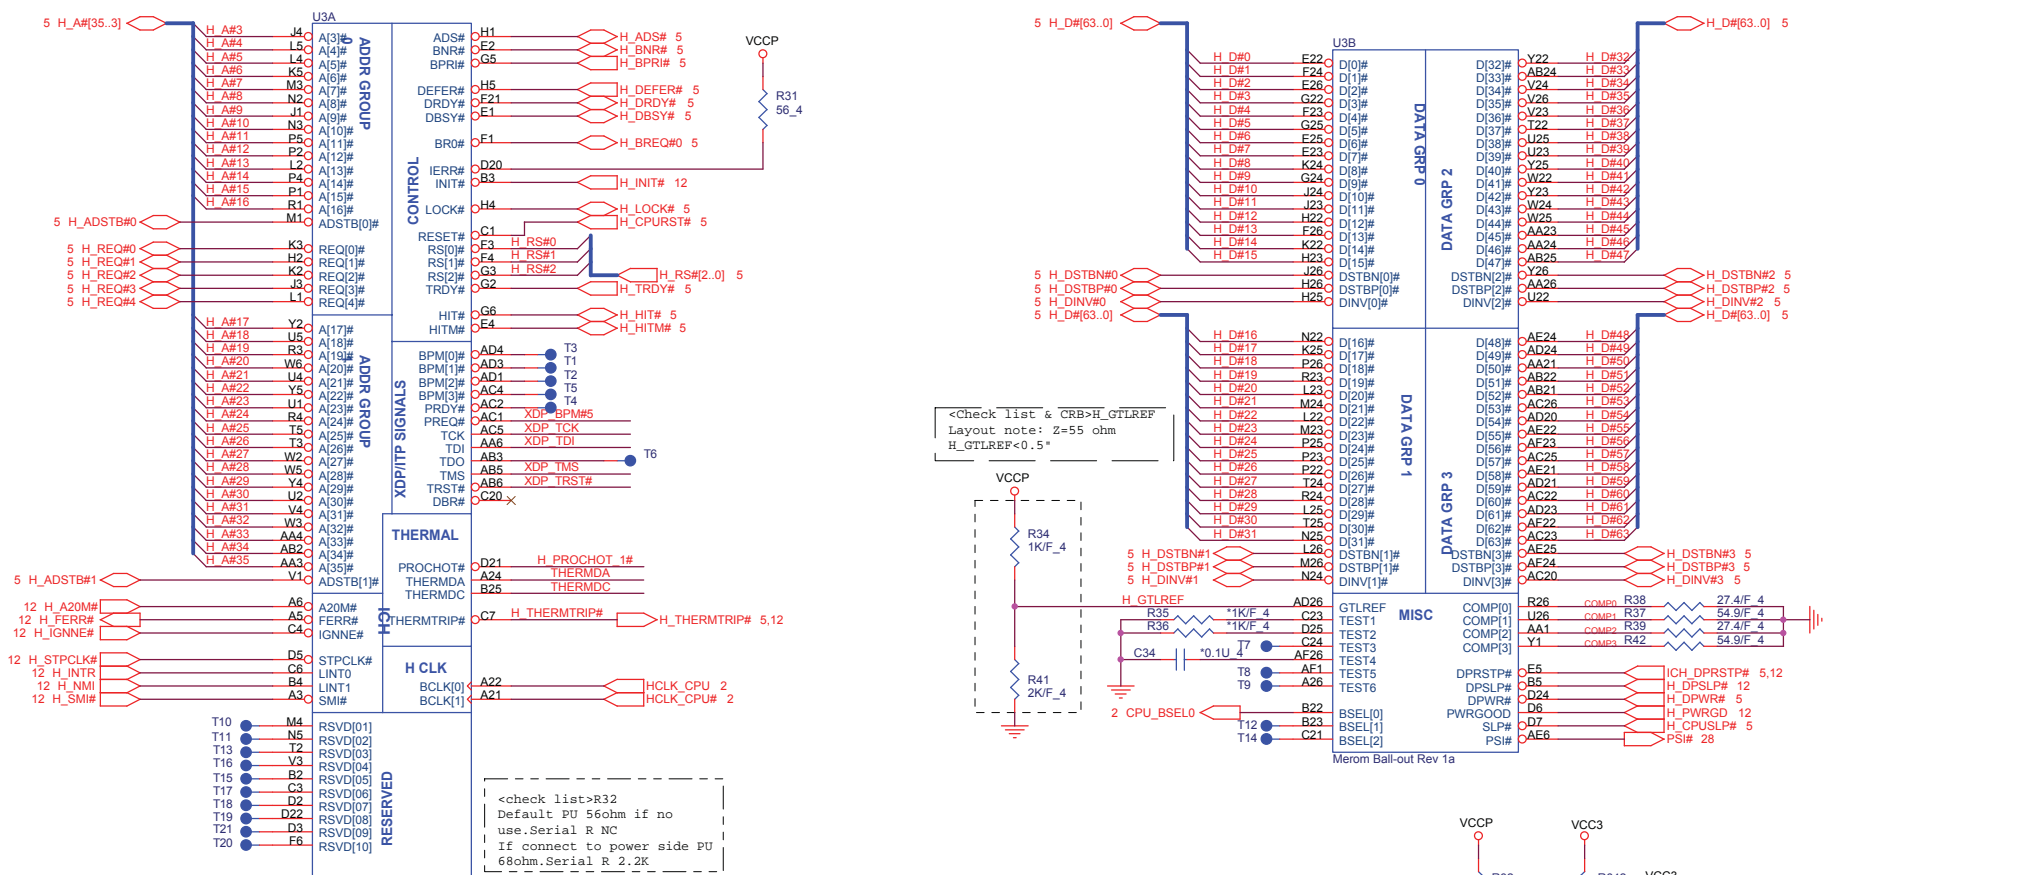 U3A
5 H_A#[35..3]
H_A#3 J4 A[3]#
H_A#4 L5 A[4]#
H_A#5 L4 A[5]#
H_A#6 K5 A[6]#
H_A#7 M3 A[7]#
H_A#8 N2 A[8]#
H_A#9 J1 A[9]#
H_A#10 N3 A[10]#
H_A#11 P5 A[11]#
H_A#12 P2 A[12]#
H_A#13 L2 A[13]#
H_A#14 P4 A[14]#
H_A#15 P1 A[15]#
H_A#16 R1 A[16]#
5 H_ADSTB#0 M1 ADSTB[0]#
5 H_REQ#0 K3 REQ[0]#
5 H_REQ#1 H2 REQ[1]#
5 H_REQ#2 K2 REQ[2]#
5 H_REQ#3 J3 REQ[3]#
5 H_REQ#4 L1 REQ[4]#
ADDR GROUP 0
H_A#17 Y2 A[17]#
H_A#18 U5 A[18]#
H_A#19 R3 A[19]#
H_A#20 W6 A[20]#
H_A#21 U4 A[21]#
H_A#22 Y5 A[22]#
H_A#23 U1 A[23]#
H_A#24 R4 A[24]#
H_A#25 T5 A[25]#
H_A#26 T3 A[26]#
H_A#27 W2 A[27]#
H_A#28 W5 A[28]#
H_A#29 Y4 A[29]#
H_A#30 U2 A[30]#
H_A#31 V4 A[31]#
H_A#32 W3 A[32]#
H_A#33 AA4 A[33]#
H_A#34 AB2 A[34]#
H_A#35 AA3 A[35]#
5 H_ADSTB#1 V1 ADSTB[1]#
ADDR GROUP
12 H_A20M# A6 A20M#
12 H_FERR# A5 FERR#
12 H_IGNNE# C4 IGNNE#
12 H_STPCLK# D5 STPCLK#
12 H_INTR C6 LINT0
12 H_NMI B4 LINT1
12 H_SMI# A3 SMI#
ICH
T10 M4 RSVD[01]
T11 N5 RSVD[02]
T13 T2 RSVD[03]
T16 V3 RSVD[04]
T15 B2 RSVD[05]
T17 C3 RSVD[06]
T18 D2 RSVD[07]
T19 D22 RSVD[08]
T21 D3 RSVD[09]
T20 F6 RSVD[10]
RESERVED
ADS# H1 H_ADS# 5
BNR# E2 H_BNR# 5
BPRI# G5 H_BPRI# 5
DEFER# H5 H_DEFER# 5
DRDY# F21 H_DRDY# 5
DBSY# E1 H_DBSY# 5
BR0# F1 H_BREQ#0 5
IERR# D20
INIT# B3 H_INIT# 12
LOCK# H4 H_LOCK# 5
RESET# C1 H_CPURST# 5
RS[0]# F3 H_RS#0
RS[1]# F4 H_RS#1
RS[2]# G3 H_RS#2
H_RS#[2..0] 5
TRDY# G2 H_TRDY# 5
HIT# G6 H_HIT# 5
HITM# E4 H_HITM# 5
CONTROL
VCCP
R31
56_4
BPM[0]# AD4 T3
BPM[1]# AD3 T1
BPM[2]# AD1 T2
BPM[3]# AC4 T5
PRDY# AC2 T4
PREQ# AC1 XDP_BPM#5
TCK AC5 XDP_TCK
TDI AA6 XDP_TDI
TDO AB3 T6
TMS AB5 XDP_TMS
TRST# AB6 XDP_TRST#
DBR# C20
XDP/ITP SIGNALS
THERMAL
PROCHOT# D21 H_PROCHOT_1#
THERMDA A24 THERMDA
THERMDC B25 THERMDC
THERMTRIP# C7 H_THERMTRIP# H_THERMTRIP# 5,12
H CLK
BCLK[0] A22 HCLK_CPU 2
BCLK[1] A21 HCLK_CPU# 2
<check list>R32
Default PU 56ohm if no
use.Serial R NC
If connect to power side PU
68ohm.Serial R 2.2K
U3B
5 H_D#[63..0]
H_D#0 E22 D[0]#
H_D#1 F24 D[1]#
H_D#2 E26 D[2]#
H_D#3 G22 D[3]#
H_D#4 F23 D[4]#
H_D#5 G25 D[5]#
H_D#6 E25 D[6]#
H_D#7 E23 D[7]#
H_D#8 K24 D[8]#
H_D#9 G24 D[9]#
H_D#10 J24 D[10]#
H_D#11 J23 D[11]#
H_D#12 H22 D[12]#
H_D#13 F26 D[13]#
H_D#14 K22 D[14]#
H_D#15 H23 D[15]#
5 H_DSTBN#0 J26 DSTBN[0]#
5 H_DSTBP#0 H26 DSTBP[0]#
5 H_DINV#0 H25 DINV[0]#
5 H_D#[63..0]
DATA GRP 0
H_D#16 N22 D[16]#
H_D#17 K25 D[17]#
H_D#18 P26 D[18]#
H_D#19 R23 D[19]#
H_D#20 L23 D[20]#
H_D#21 M24 D[21]#
H_D#22 L22 D[22]#
H_D#23 M23 D[23]#
H_D#24 P25 D[24]#
H_D#25 P23 D[25]#
H_D#26 P22 D[26]#
H_D#27 T24 D[27]#
H_D#28 R24 D[28]#
H_D#29 L25 D[29]#
H_D#30 T25 D[30]#
H_D#31 N25 D[31]#
5 H_DSTBN#1 L26 DSTBN[1]#
5 H_DSTBP#1 M26 DSTBP[1]#
5 H_DINV#1 N24 DINV[1]#
DATA GRP 1
D[32]# Y22 H_D#32
D[33]# AB24 H_D#33
D[34]# V24 H_D#34
D[35]# V26 H_D#35
D[36]# V23 H_D#36
D[37]# T22 H_D#37
D[38]# U25 H_D#38
D[39]# U23 H_D#39
D[40]# Y25 H_D#40
D[41]# W22 H_D#41
D[42]# Y23 H_D#42
D[43]# W24 H_D#43
D[44]# W25 H_D#44
D[45]# AA23 H_D#45
D[46]# AA24 H_D#46
D[47]# AB25 H_D#47
DSTBN[2]# Y26 H_DSTBN#2 5
DSTBP[2]# AA26 H_DSTBP#2 5
DINV[2]# U22 H_DINV#2 5
H_D#[63..0] 5
H_D#[63..0] 5
DATA GRP 2
D[48]# AE24 H_D#48
D[49]# AD24 H_D#49
D[50]# AA21 H_D#50
D[51]# AB22 H_D#51
D[52]# AB21 H_D#52
D[53]# AC26 H_D#53
D[54]# AD20 H_D#54
D[55]# AE22 H_D#55
D[56]# AF23 H_D#56
D[57]# AC25 H_D#57
D[58]# AE21 H_D#58
D[59]# AD21 H_D#59
D[60]# AC22 H_D#60
D[61]# AD23 H_D#61
D[62]# AF22 H_D#62
D[63]# AC23 H_D#63
DSTBN[3]# AE25 H_DSTBN#3 5
DSTBP[3]# AF24 H_DSTBP#3 5
DINV[3]# AC20 H_DINV#3 5
DATA GRP 3
<Check list & CRB>H_GTLREF
Layout note: Z=55 ohm
H_GTLREF<0.5"
VCCP
R34
1K/F_4
R41
2K/F_4
H_GTLREF AD26 GTLREF
R35 *1K/F_4 C23 TEST1
R36 *1K/F_4 D25 TEST2
T7 C24 TEST3
C34 *0.1U_4 AF26 TEST4
T8 AF1 TEST5
T9 A26 TEST6
2 CPU_BSEL0 B22 BSEL[0]
T12 B23 BSEL[1]
T14 C21 BSEL[2]
MISC
COMP[0] R26 COMP0 R38 27.4/F_4
COMP[1] U26 COMP1 R37 54.9/F_4
COMP[2] AA1 COMP2 R39 27.4/F_4
COMP[3] Y1 COMP3 R42 54.9/F_4
DPRSTP# E5 ICH_DPRSTP# 5,12
DPSLP# B5 H_DPSLP# 12
DPWR# D24 H_DPWR# 5
PWRGOOD D6 H_PWRGD 12
SLP# D7 H_CPUSLP# 5
PSI# AE6 PSI# 28
Merom Ball-out Rev 1a
VCCP
VCC3